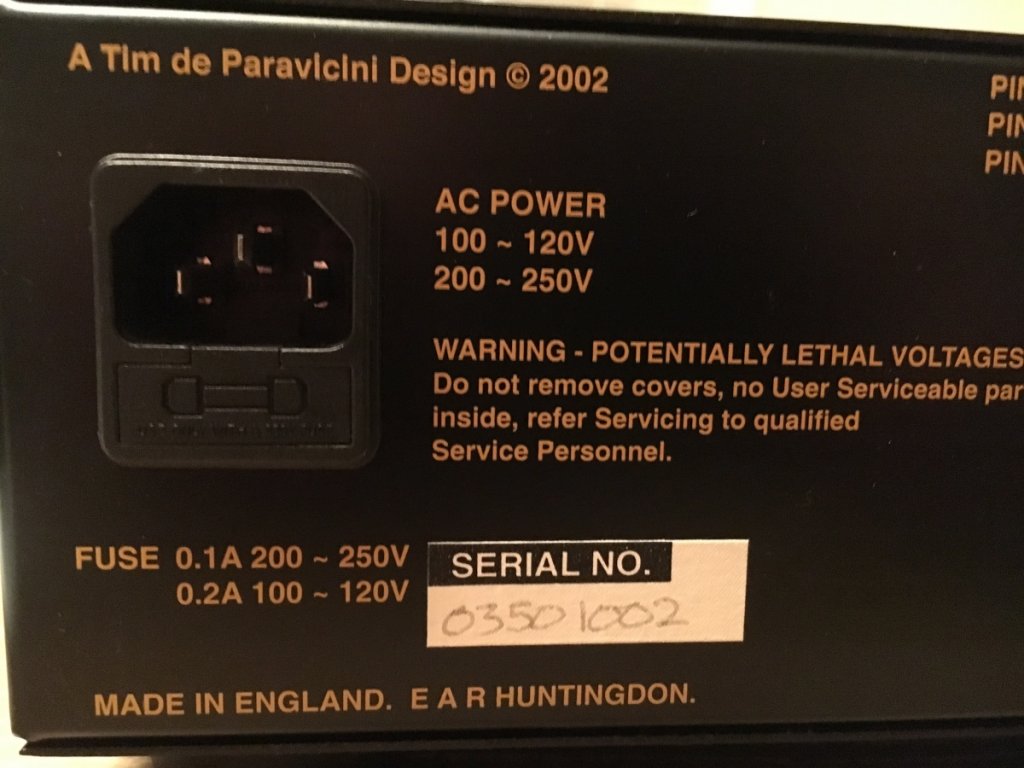 A Tim de Paravicini Design © 2002
PIN
PIN
PIN
AC POWER
100 ~ 120V
200 ~ 250V
WARNING - POTENTIALLY LETHAL VOLTAGES
Do not remove covers, no User Serviceable par
inside, refer Servicing to qualified
Service Personnel.
FUSE 0.1A 200 ~ 250V
0.2A 100 ~ 120V
SERIAL NO.
03501002
MADE IN ENGLAND. E A R HUNTINGDON.